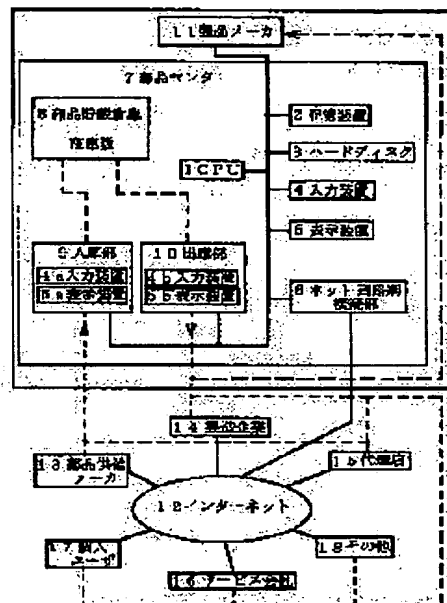 11製品メーカ
7部品ベンダ
8部品貯蔵倉庫
在庫数
1CPU
2記憶装置
3ハードディスク
4入力装置
5表示装置
9入庫部
4a入力装置
5a表示装置
10出庫部
4b入力装置
5b表示装置
6ネット回路網
接続部
14製造企業
13部品供給
メーカ
15代理店
12インターネット
17個人
ユーザ
16サービス会社
18その他